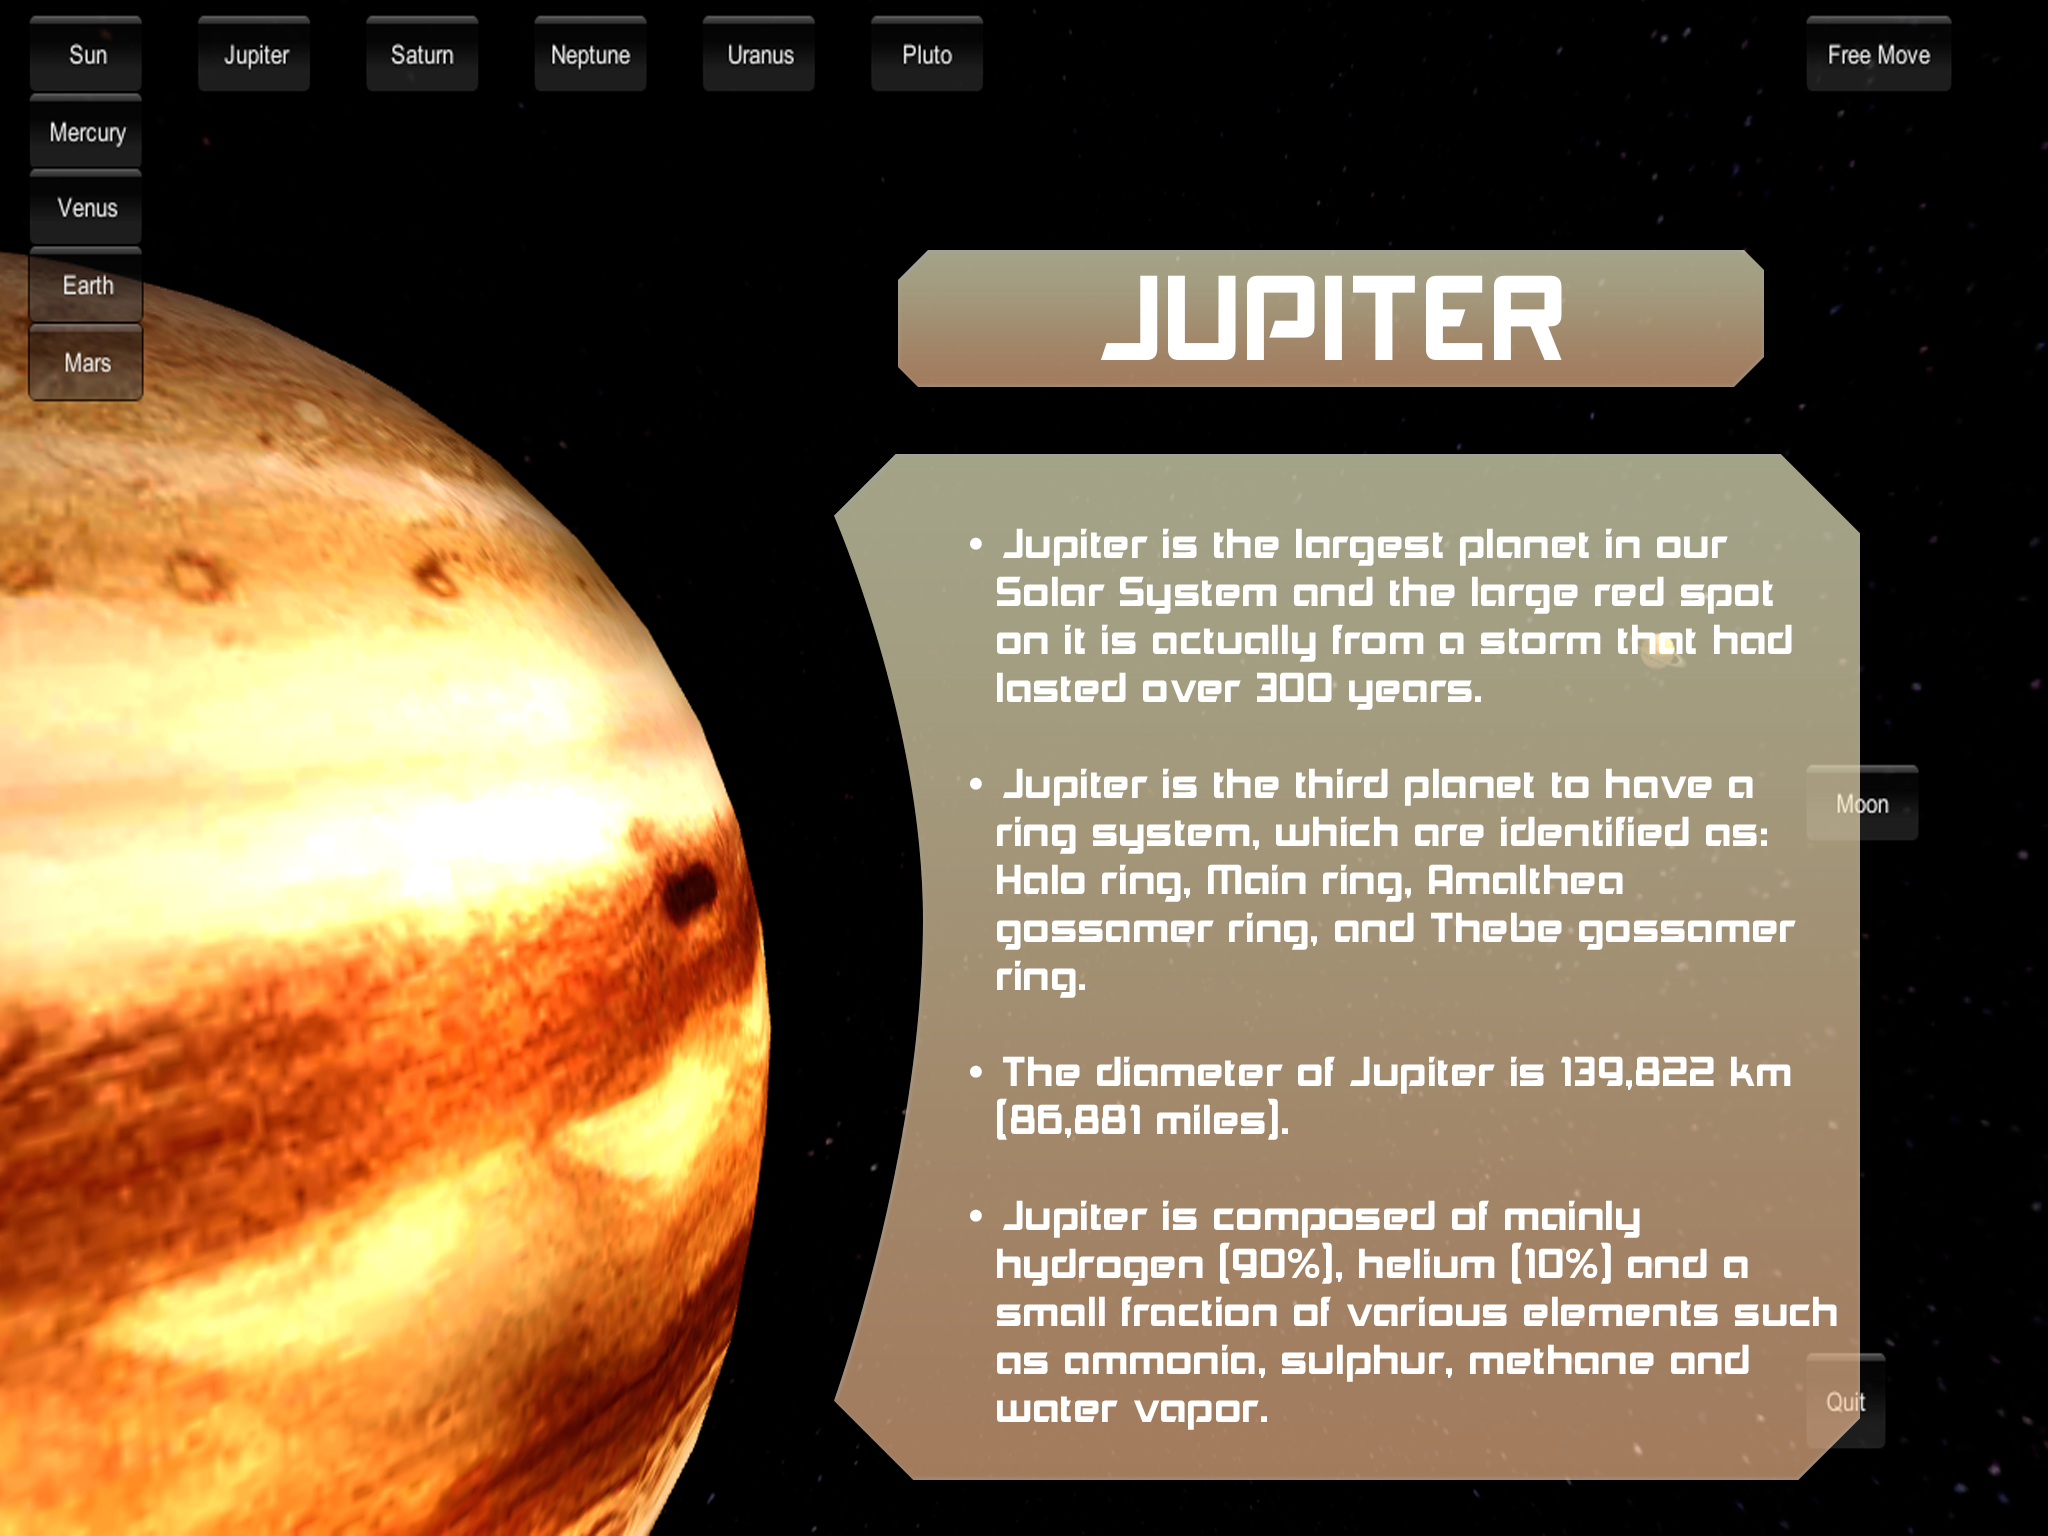 Sun
Jupiter
Saturn
Neptune
Uranus
Pluto
Free Move
Mercury
Venus
Earth
Mars
JUPITER
• Jupiter is the largest planet in our
Solar System and the large red spot
on it is actually from a storm that had
lasted over 300 years.
• Jupiter is the third planet to have a
ring system, which are identified as:
Halo ring, Main ring, Amalthea
gossamer ring, and Thebe gossamer
ring.
• The diameter of Jupiter is 139,822 km
(86,881 miles).
• Jupiter is composed of mainly
hydrogen (90%), helium (10%) and a
small fraction of various elements such
as ammonia, sulphur, methane and
water vapor.
Moon
Quit